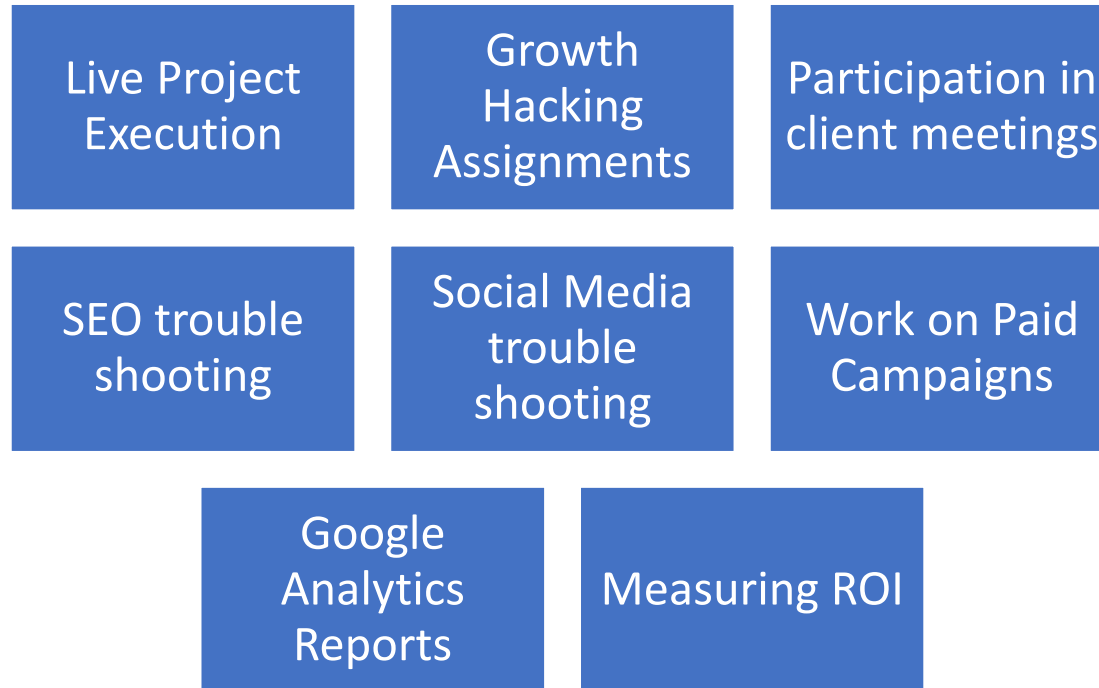 Live Project
Execution
Growth
Hacking
Assignments
Participation in
client meetings
SEO trouble
shooting
Social Media
trouble
shooting
Work on Paid
Campaigns
Google
Analytics
Reports
Measuring ROI